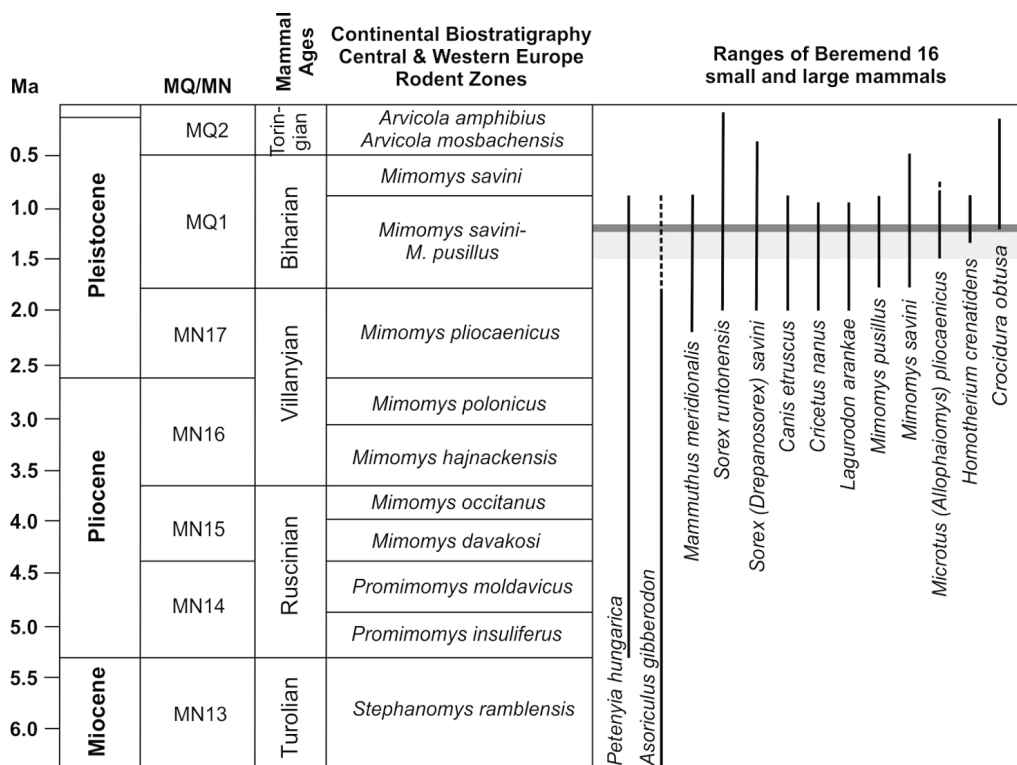 Continental Biostratigraphy
Central & Western Europe
Rodent Zones
Mammal
Ages
Ranges of Beremend 16
small and large mammals
Ma
MQ/MN
0.5
1.0
1.5
2.0
2.5
3.0
3.5
4.0
4.5
5.0
5.5
6.0
Pleistocene
Pliocene
Miocene
MQ2
MQ1
MN17
MN16
MN15
MN14
MN13
Torin-
gian
Biharian
Villanyian
Ruscinian
Turolian
Arvicola amphibius
Arvicola mosbachensis
Mimomys savini
Mimomys savini-
M. pusillus
Mimomys pliocaenicus
Mimomys polonicus
Mimomys hajnackensis
Mimomys occitanus
Mimomys davakosi
Promimomys moldavicus
Promimomys insuliferus
Stephanomys ramblensis
Petenyia hungarica
Asoriculus gibberodon
Mammuthus meridionalis
Sorex runtonensis
Sorex (Drepanosorex) savini
Canis etruscus
Cricetus nanus
Lagurodon arankae
Mimomys pusillus
Mimomys savini
Microtus (Allophaiomys) pliocaenicus
Homotherium crenatidens
Crocidura obtusa